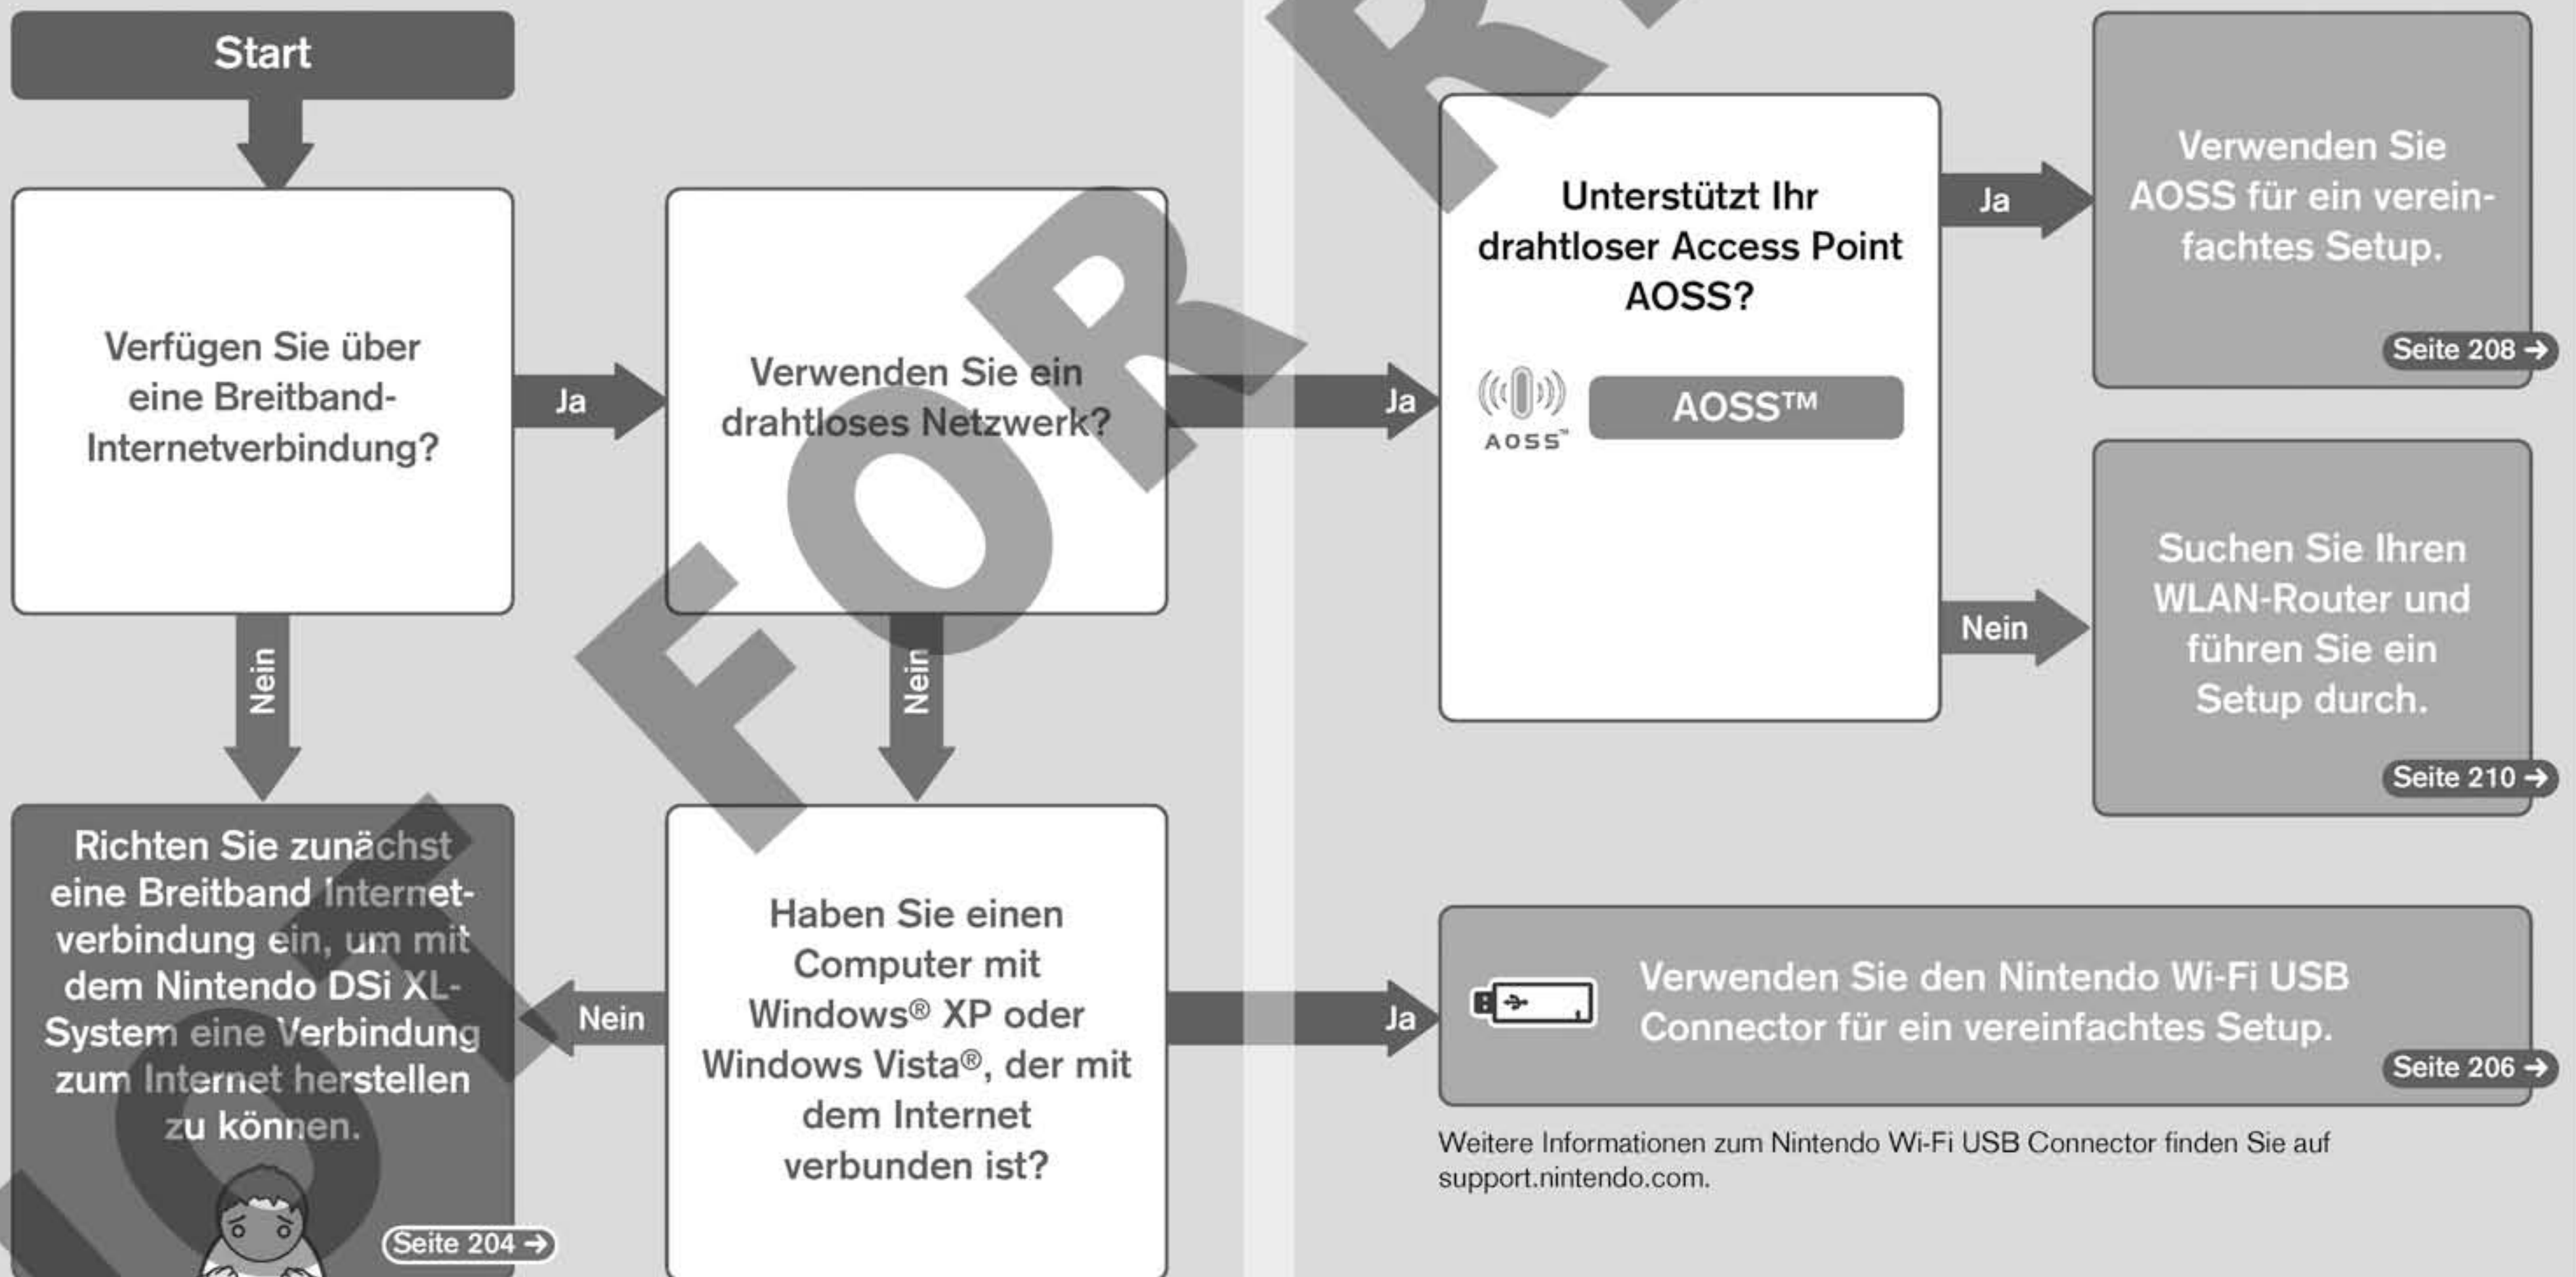 Start
Verfügen Sie über
eine Breitband-
Internetverbindung?
Ja
Nein
Verwenden Sie ein
drahtloses Netzwerk?
Ja
Nein
Unterstützt Ihr
drahtloser Access Point
AOSS?
AOSS™
AOSS™
Ja
Verwenden Sie
AOSS für ein verein-
fachtes Setup.
Seite 208 →
Nein
Suchen Sie Ihren
WLAN-Router und
führen Sie ein
Setup durch.
Seite 210 →
Richten Sie zunächst
eine Breitband Internet-
verbindung ein, um mit
dem Nintendo DSi XL-
System eine Verbindung
zum Internet herstellen
zu können.
Seite 204 →
Nein
Haben Sie einen
Computer mit
Windows® XP oder
Windows Vista®, der mit
dem Internet
verbunden ist?
Ja
Verwenden Sie den Nintendo Wi-Fi USB
Connector für ein vereinfachtes Setup.
Seite 206 →
Weitere Informationen zum Nintendo Wi-Fi USB Connector finden Sie auf
support.nintendo.com.
FOR